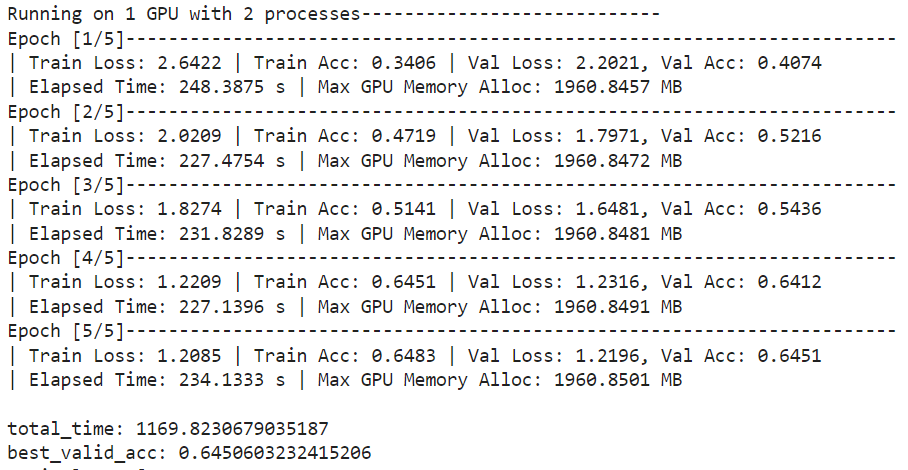 Running on 1 GPU with 2 processes----------------------------
Epoch [1/5]------------------------------------------------------------------------
| Train Loss: 2.6422 | Train Acc: 0.3406 | Val Loss: 2.2021, Val Acc: 0.4074
| Elapsed Time: 248.3875 s | Max GPU Memory Alloc: 1960.8457 MB
Epoch [2/5]------------------------------------------------------------------------
| Train Loss: 2.0209 | Train Acc: 0.4719 | Val Loss: 1.7971, Val Acc: 0.5216
| Elapsed Time: 227.4754 s | Max GPU Memory Alloc: 1960.8472 MB
Epoch [3/5]------------------------------------------------------------------------
| Train Loss: 1.8274 | Train Acc: 0.5141 | Val Loss: 1.6481, Val Acc: 0.5436
| Elapsed Time: 231.8289 s | Max GPU Memory Alloc: 1960.8481 MB
Epoch [4/5]------------------------------------------------------------------------
| Train Loss: 1.2209 | Train Acc: 0.6451 | Val Loss: 1.2316, Val Acc: 0.6412
| Elapsed Time: 227.1396 s | Max GPU Memory Alloc: 1960.8491 MB
Epoch [5/5]------------------------------------------------------------------------
| Train Loss: 1.2085 | Train Acc: 0.6483 | Val Loss: 1.2196, Val Acc: 0.6451
| Elapsed Time: 234.1333 s | Max GPU Memory Alloc: 1960.8501 MB
total_time: 1169.8230679035187
best_valid_acc: 0.6450603232415206